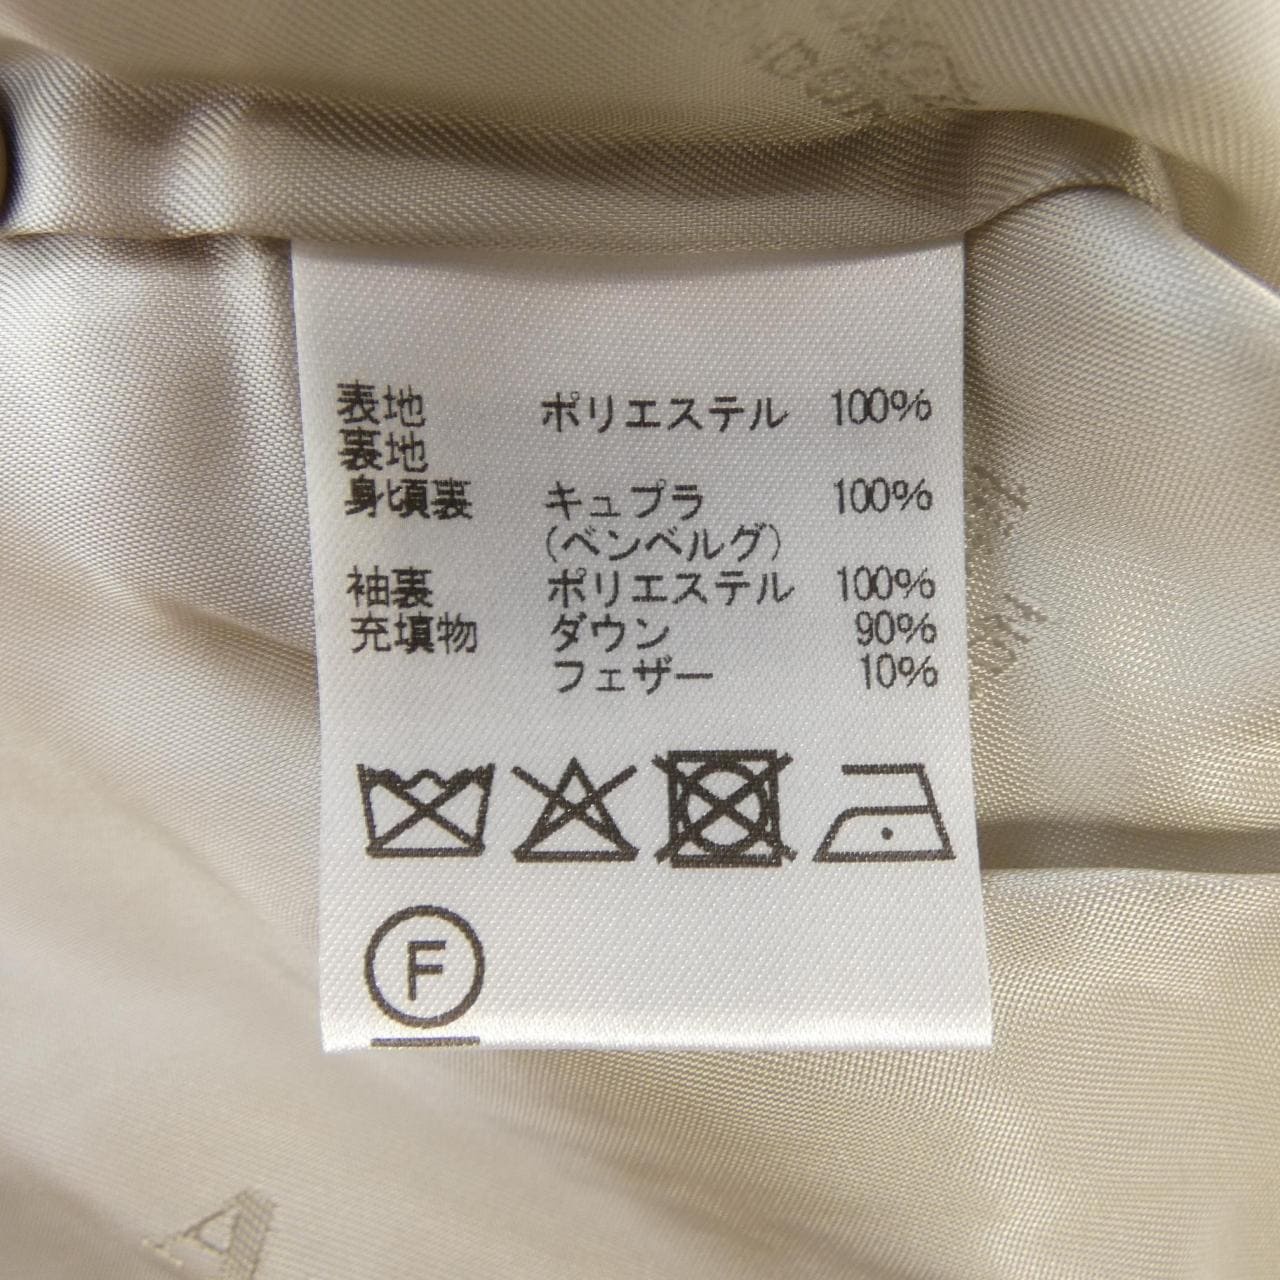 表地 ポリエステル 100%
裏地
身頃裏 キュプラ 100%
(ベンベルグ)
袖裏 ポリエステル 100%
充填物 ダウン 90%
フェザー 10%
F
A